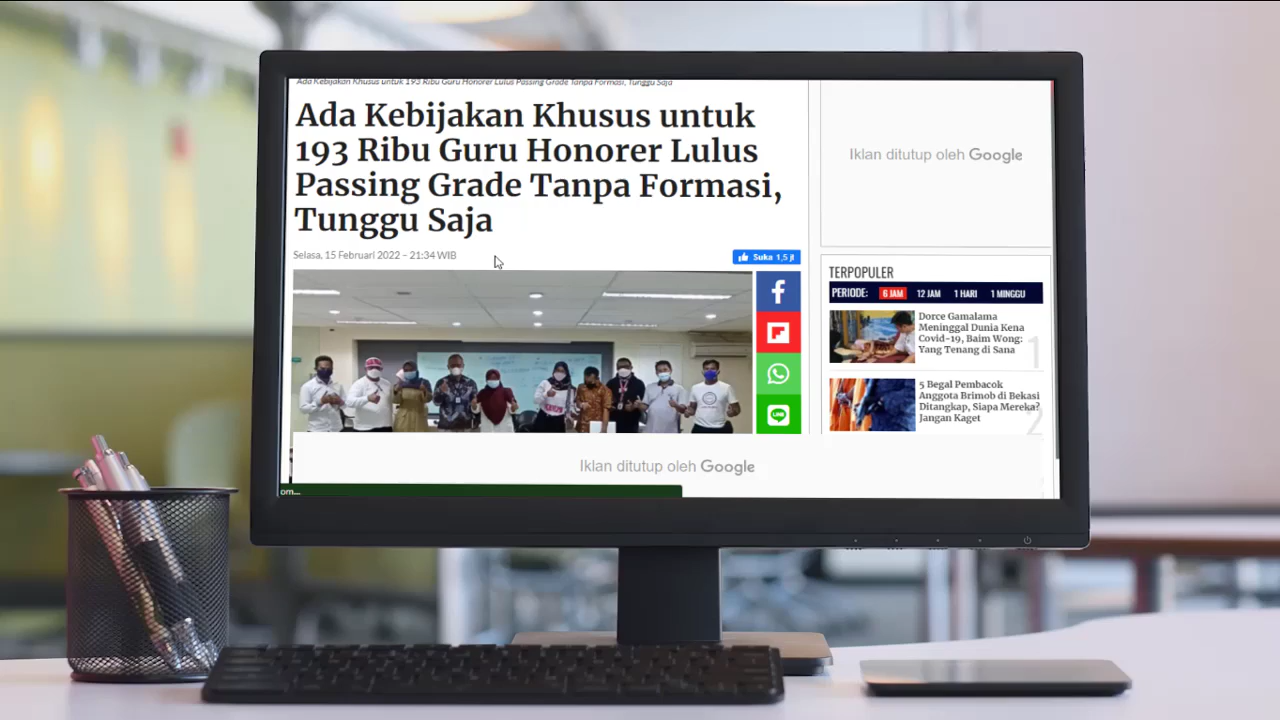 Ada Kebijakan Khusus untuk 193 Ribu Guru Honorer Lulus Passing Grade Tanpa Formasi, Tunggu Saja
Ada Kebijakan Khusus untuk
193 Ribu Guru Honorer Lulus
Passing Grade Tanpa Formasi,
Tunggu Saja
Selasa, 15 Februari 2022 – 21:34 WIB
Suka 1,5 jt
Iklan ditutup oleh Google
TERPOPULER
PERIODE: 6 JAM 12 JAM 1 HARI 1 MINGGU
Dorce Gamalama
Meninggal Dunia Kena
Covid-19, Baim Wong:
Yang Tenang di Sana
1
5 Begal Pembacok
Anggota Brimob di Bekasi
Ditangkap, Siapa Mereka?
Jangan Kaget
2
LINE
Iklan ditutup oleh Google
om...